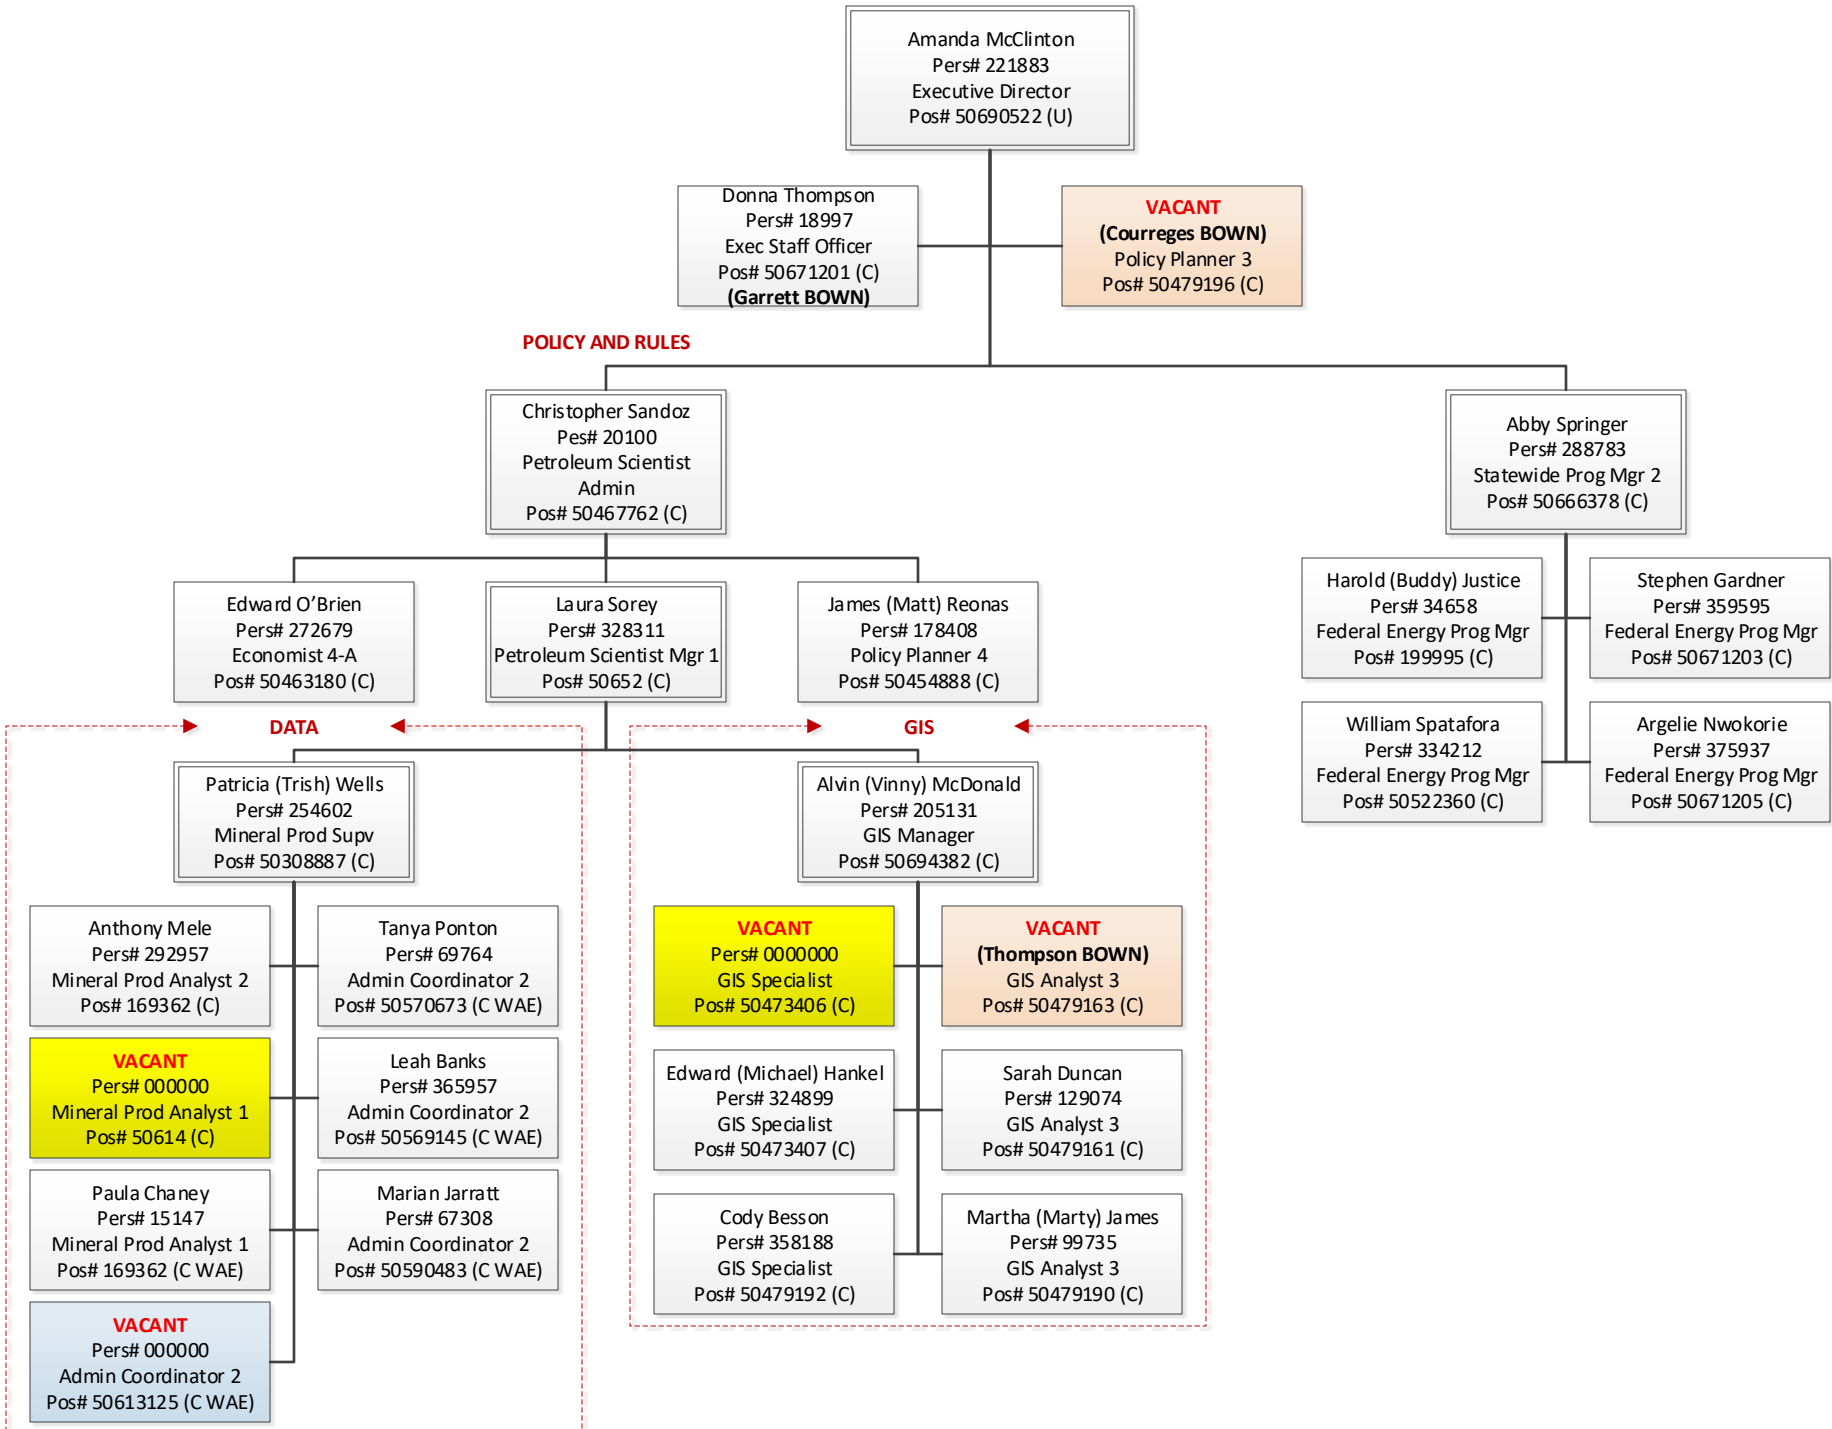 Amanda McClinton
Pers# 221883
Executive Director
Pos# 50690522 (U)
Donna Thompson
Pers# 18997
Exec Staff Officer
Pos# 50671201 (C)
(Garrett BOWN)
VACANT
(Courreges BOWN)
Policy Planner 3
Pos# 50479196 (C)
POLICY AND RULES
Christopher Sandoz
Pes# 20100
Petroleum Scientist
Admin
Pos# 50467762 (C)
Abby Springer
Pers# 288783
Statewide Prog Mgr 2
Pos# 50666378 (C)
Edward O’Brien
Pers# 272679
Economist 4-A
Pos# 50463180 (C)
Laura Sorey
Pers# 328311
Petroleum Scientist Mgr 1
Pos# 50652 (C)
James (Matt) Reonas
Pers# 178408
Policy Planner 4
Pos# 50454888 (C)
Harold (Buddy) Justice
Pers# 34658
Federal Energy Prog Mgr
Pos# 199995 (C)
Stephen Gardner
Pers# 359595
Federal Energy Prog Mgr
Pos# 50671203 (C)
William Spatafora
Pers# 334212
Federal Energy Prog Mgr
Pos# 50522360 (C)
Argelie Nwokorie
Pers# 375937
Federal Energy Prog Mgr
Pos# 50671205 (C)
DATA
Patricia (Trish) Wells
Pers# 254602
Mineral Prod Supv
Pos# 50308887 (C)
Anthony Mele
Pers# 292957
Mineral Prod Analyst 2
Pos# 169362 (C)
Tanya Ponton
Pers# 69764
Admin Coordinator 2
Pos# 50570673 (C WAE)
VACANT
Pers# 000000
Mineral Prod Analyst 1
Pos# 50614 (C)
Leah Banks
Pers# 365957
Admin Coordinator 2
Pos# 50569145 (C WAE)
Paula Chaney
Pers# 15147
Mineral Prod Analyst 1
Pos# 169362 (C WAE)
Marian Jarratt
Pers# 67308
Admin Coordinator 2
Pos# 50590483 (C WAE)
VACANT
Pers# 000000
Admin Coordinator 2
Pos# 50613125 (C WAE)
GIS
Alvin (Vinny) McDonald
Pers# 205131
GIS Manager
Pos# 50694382 (C)
VACANT
Pers# 0000000
GIS Specialist
Pos# 50473406 (C)
VACANT
(Thompson BOWN)
GIS Analyst 3
Pos# 50479163 (C)
Edward (Michael) Hankel
Pers# 324899
GIS Specialist
Pos# 50473407 (C)
Sarah Duncan
Pers# 129074
GIS Analyst 3
Pos# 50479161 (C)
Cody Besson
Pers# 358188
GIS Specialist
Pos# 50479192 (C)
Martha (Marty) James
Pers# 99735
GIS Analyst 3
Pos# 50479190 (C)